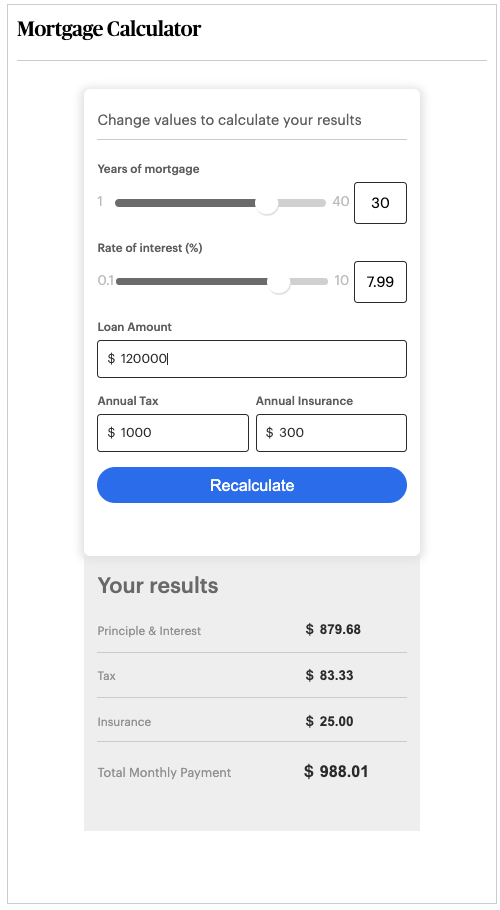 Mortgage Calculator
Change values to calculate your results
Years of mortgage
1 40 30
Rate of interest (%)
0.1 10 7.99
Loan Amount
$ 120000
Annual Tax Annual Insurance
$ 1000 $ 300
Recalculate
Your results
Principle & Interest $ 879.68
Tax $ 83.33
Insurance $ 25.00
Total Monthly Payment $ 988.01